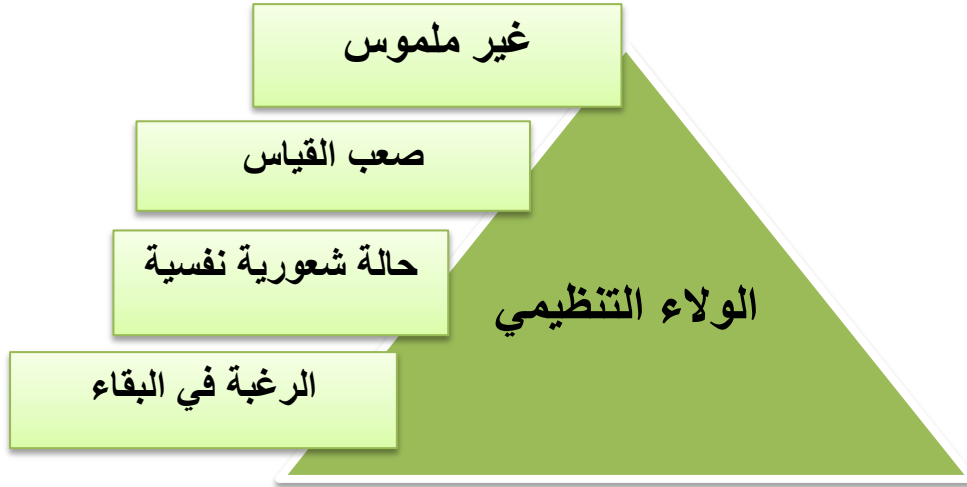 غير ملموس
صعب القياس
حالة شعورية نفسية
الولاء التنظيمي
الرغبة في البقاء